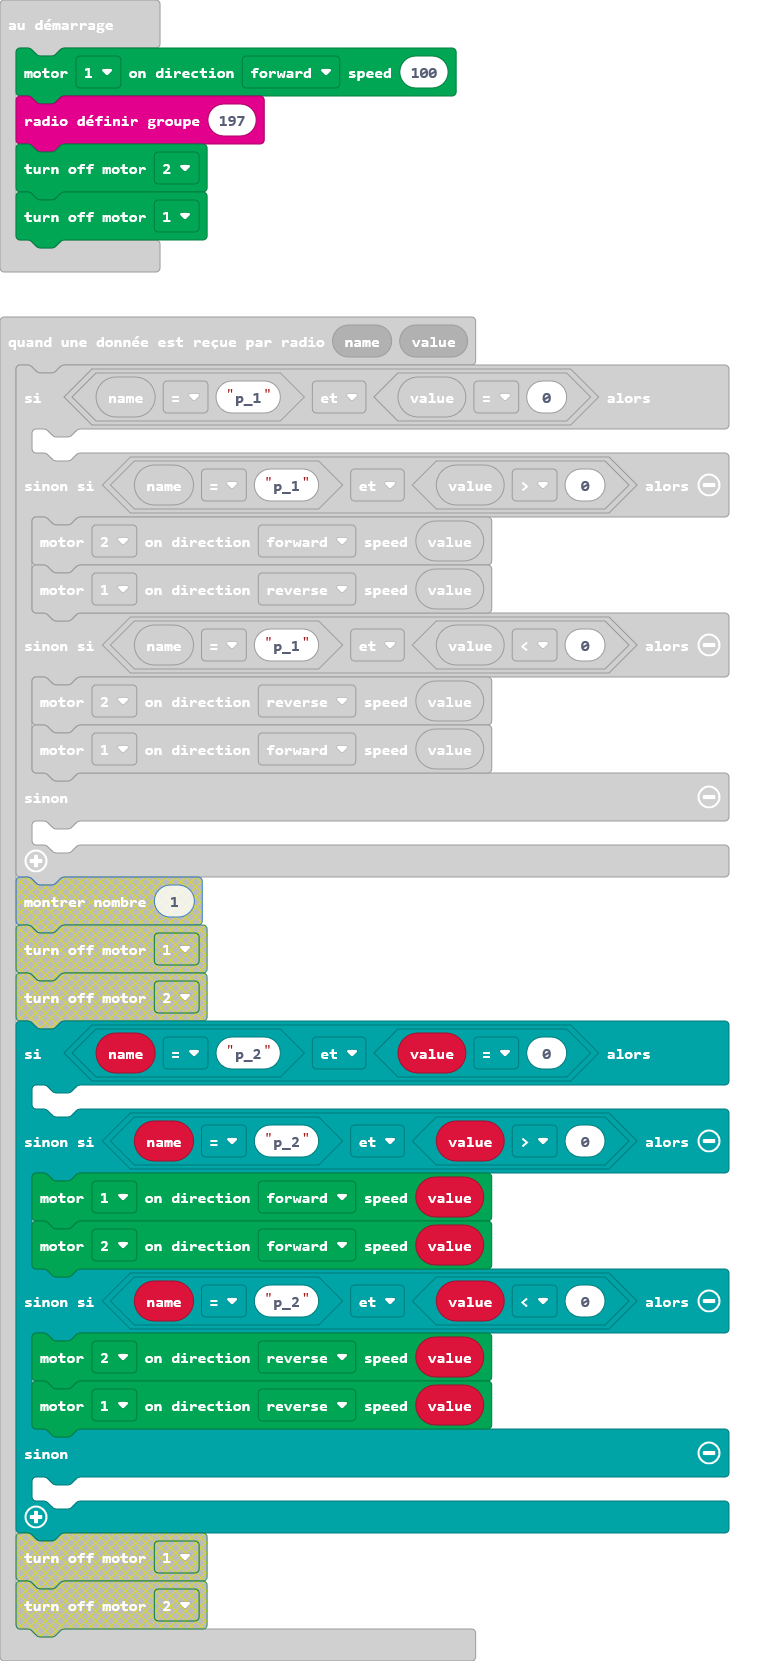 au démarrage
motor 1 on direction forward speed 100
radio définir groupe 197
turn off motor 2
turn off motor 1
quand une donnée est reçue par radio name value
si name = "p_1" et value = 0 alors
sinon si name = "p_1" et value > 0 alors
motor 2 on direction forward speed value
motor 1 on direction reverse speed value
sinon si name = "p_1" et value < 0 alors
motor 2 on direction reverse speed value
motor 1 on direction forward speed value
sinon
montrer nombre 1
turn off motor 1
turn off motor 2
si name = "p_2" et value = 0 alors
sinon si name = "p_2" et value > 0 alors
motor 1 on direction forward speed value
motor 2 on direction forward speed value
sinon si name = "p_2" et value < 0 alors
motor 2 on direction reverse speed value
motor 1 on direction reverse speed value
sinon
turn off motor 1
turn off motor 2